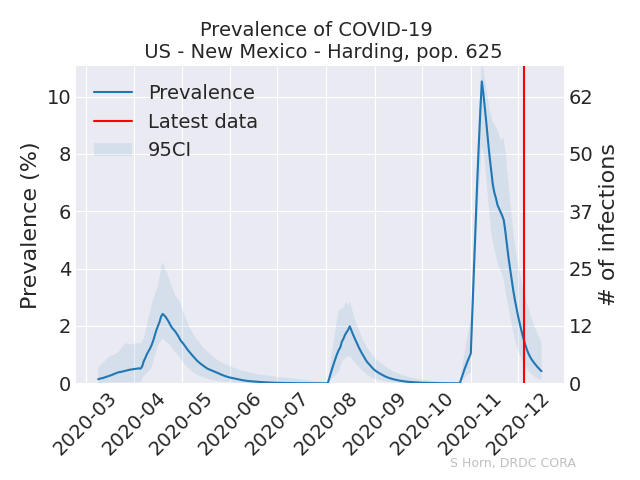 Prevalence of COVID-19
US - New Mexico - Harding, pop. 625
Prevalence
Latest data
95CI
Prevalence (%)
10
8
6
4
2
0
62
50
37
25
12
0
# of infections
2020-03
2020-04
2020-05
2020-06
2020-07
2020-08
2020-09
2020-10
2020-11
2020-12
S Horn, DRDC CORA